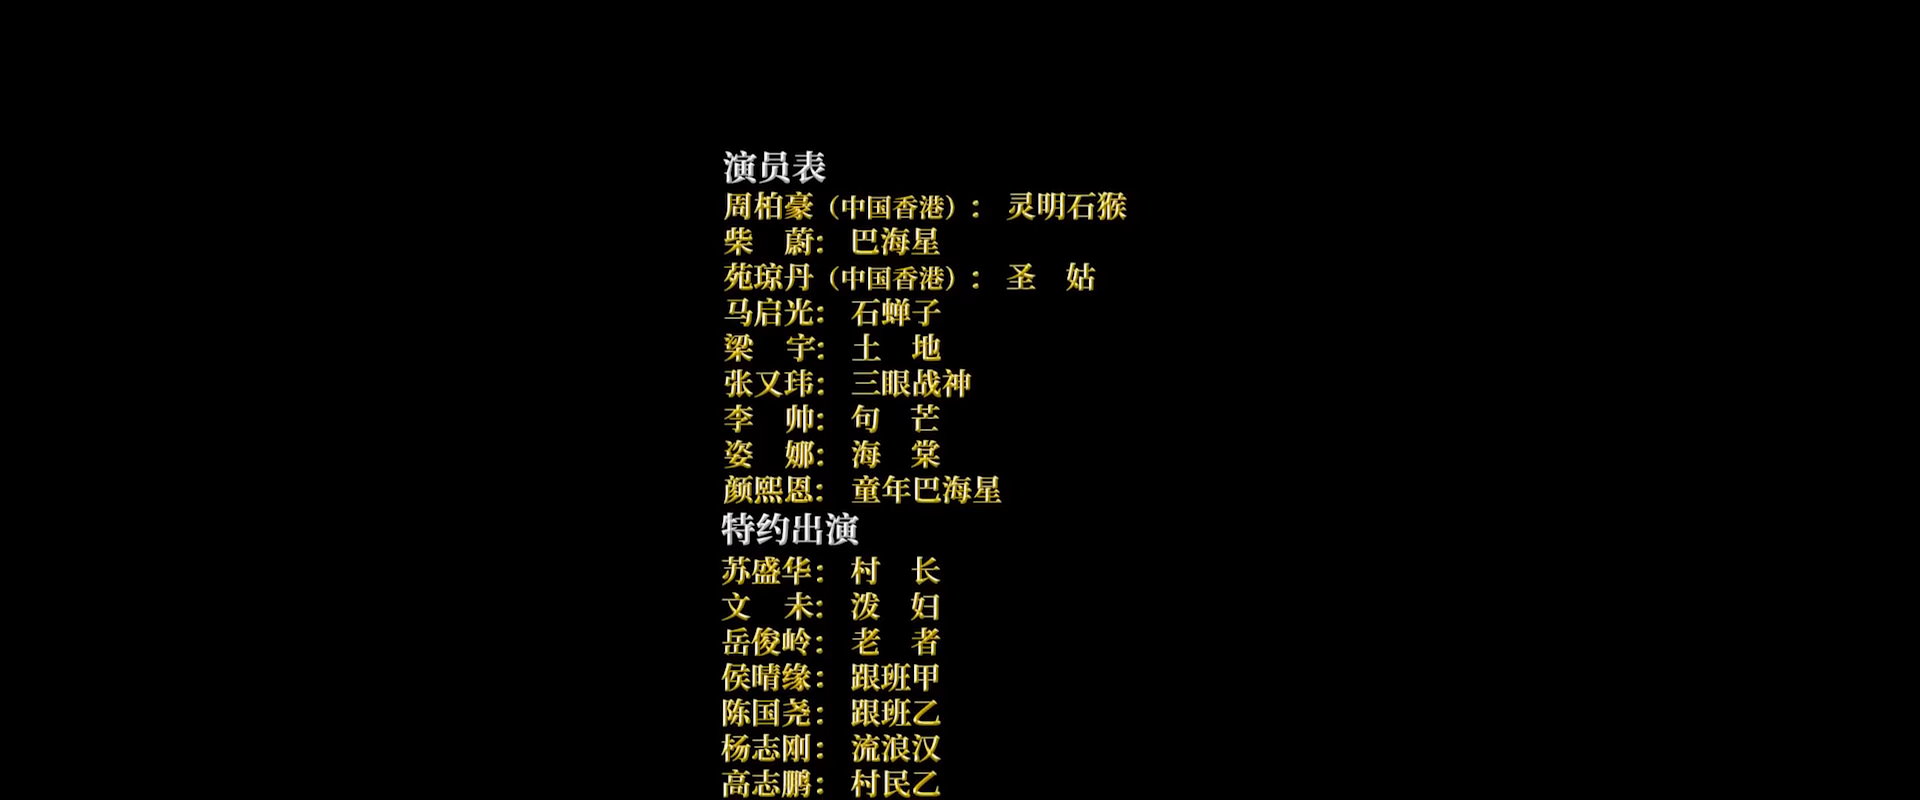 演员表
周柏豪（中国香港）： 灵明石猴
柴　蔚： 巴海星
苑琼丹（中国香港）： 圣　姑
马启光： 石蝉子
梁　宇： 土　地
张又玮： 三眼战神
李　帅： 句　芒
姿　娜： 海　棠
颜熙恩： 童年巴海星
特约出演
苏盛华： 村　长
文　未： 泼　妇
岳俊岭： 老　者
侯晴缘： 跟班甲
陈国尧： 跟班乙
杨志刚： 流浪汉
高志鹏： 村民乙